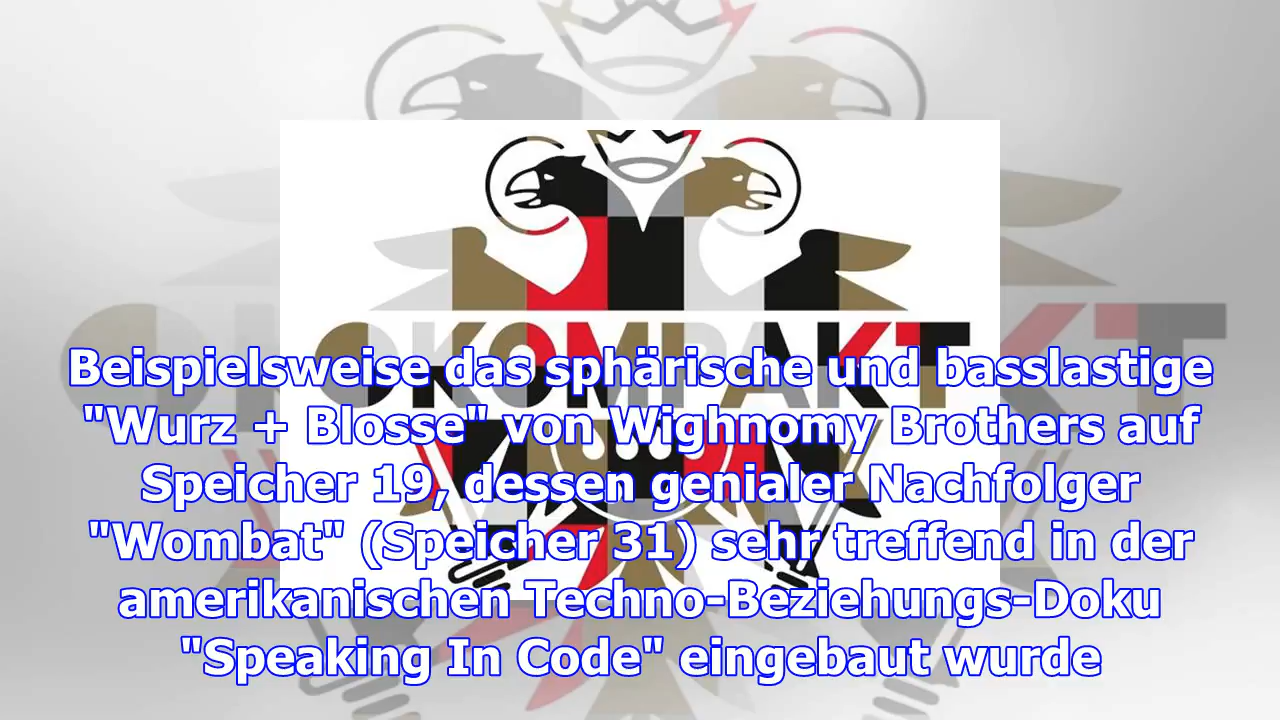 KOMPAKT
Beispielsweise das sphärische und basslastige
"Wurz + Blosse" von Wighnomy Brothers auf
Speicher 19, dessen genialer Nachfolger
"Wombat" (Speicher 31) sehr treffend in der
amerikanischen Techno-Beziehungs-Doku
"Speaking In Code" eingebaut wurde